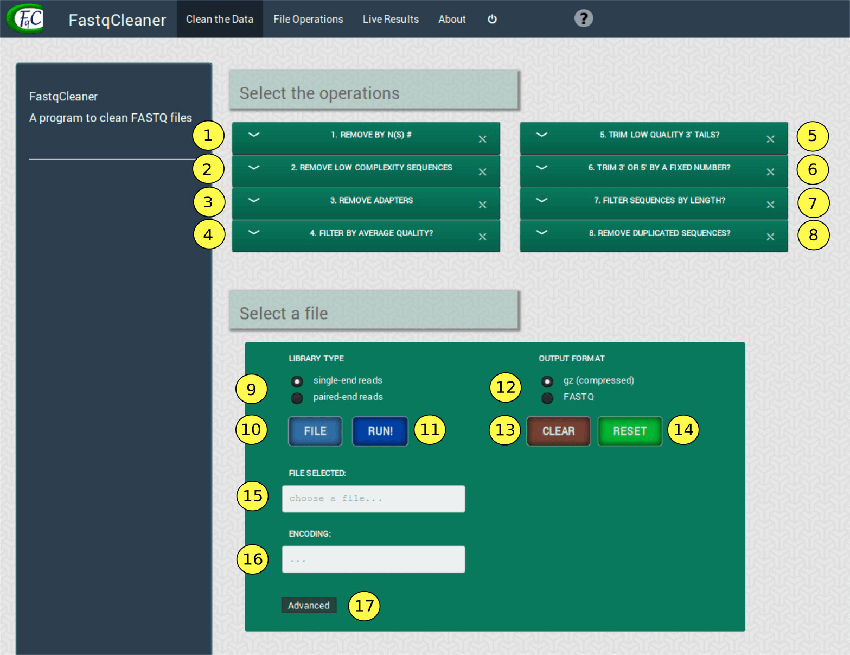 FqC FastqCleaner Clean the Data File Operations Live Results About ?
FastqCleaner
A program to clean FASTQ files
Select the operations
1 1. REMOVE BY N(S) # x 5. TRIM LOW QUALITY 3' TAILS? x 5
2 2. REMOVE LOW COMPLEXITY SEQUENCES x 6. TRIM 3' OR 5' BY A FIXED NUMBER? x 6
3 3. REMOVE ADAPTERS x 7. FILTER SEQUENCES BY LENGTH? x 7
4 4. FILTER BY AVERAGE QUALITY? x 8. REMOVE DUPLICATED SEQUENCES? x 8
Select a file
LIBRARY TYPE OUTPUT FORMAT
single-end reads gz (compressed)
9 12
paired-end reads FASTQ
10 FILE RUN! 11 13 CLEAR RESET 14
FILE SELECTED:
15 choose a file...
ENCODING:
16 ...
Advanced 17